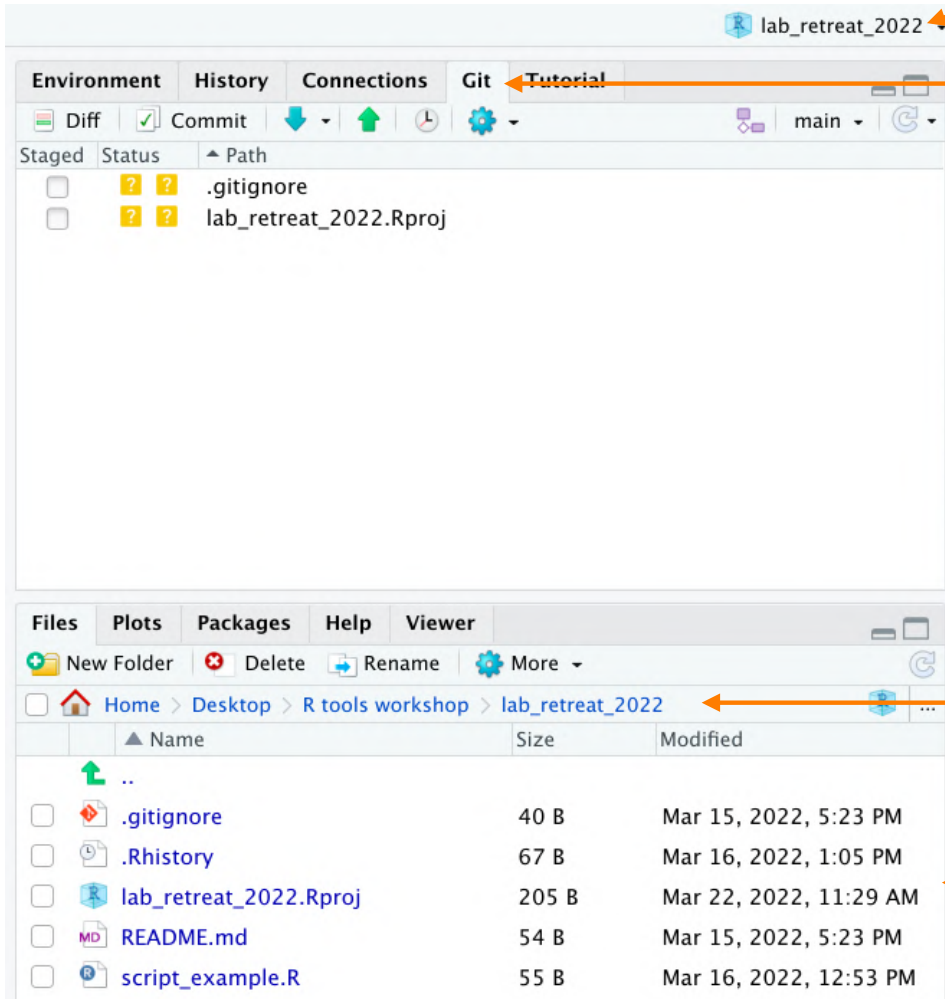 lab_retreat_2022
Environment History Connections Git Tutorial
Diff Commit main
Staged Status Path
? ? .gitignore
? ? lab_retreat_2022.Rproj
Files Plots Packages Help Viewer
New Folder Delete Rename More
Home > Desktop > R tools workshop > lab_retreat_2022 ...
Name Size Modified
..
.gitignore 40 B Mar 15, 2022, 5:23 PM
.Rhistory 67 B Mar 16, 2022, 1:05 PM
lab_retreat_2022.Rproj 205 B Mar 22, 2022, 11:29 AM
MD README.md 54 B Mar 15, 2022, 5:23 PM
R script_example.R 55 B Mar 16, 2022, 12:53 PM